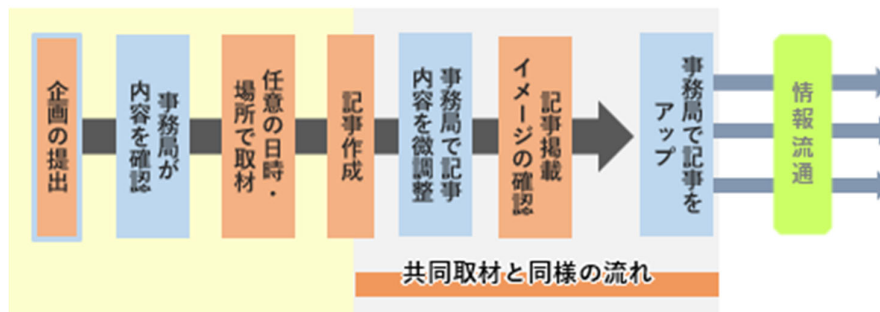 企画の提出
事務局が
内容を確認
任意の日時・
場所で取材
記事作成
事務局で記事
内容を微調整
記事掲載
イメージの確認
事務局で記事を
アップ
情報流通
共同取材と同様の流れ